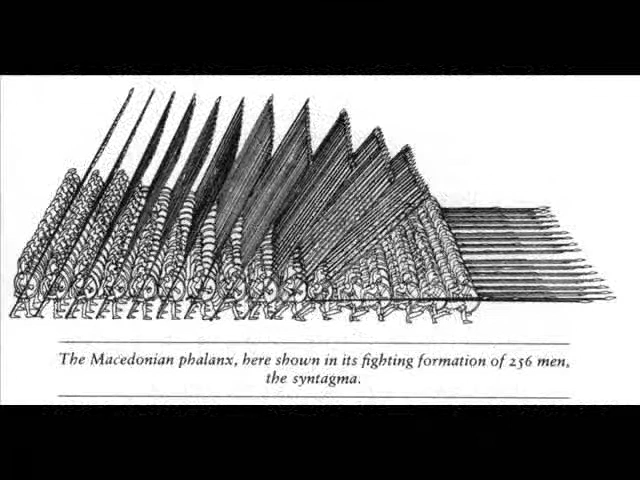 The Macedonian phalanx, here shown in its fighting formation of 256 men,
the syntagma.